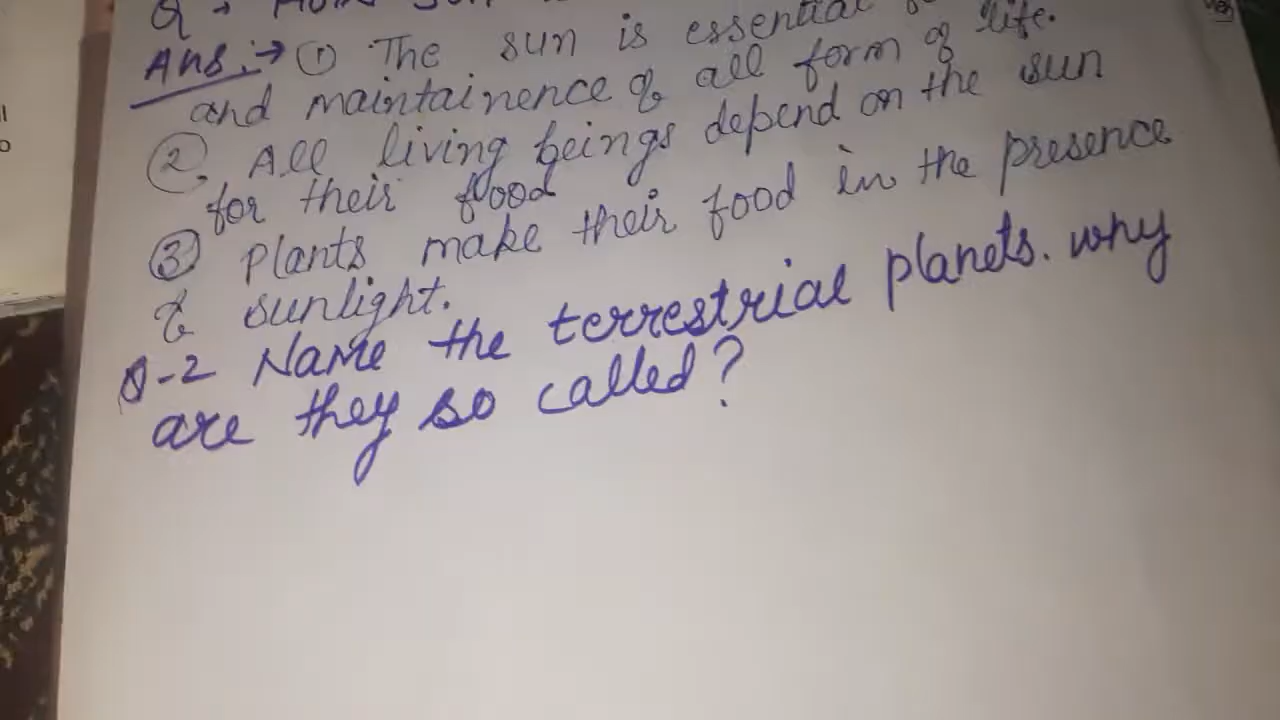 Ans:→ ① The sun is essential
and maintainence of all form of life.
② All living beings depend on the sun
for their food
③ plants make their food in the presence
of sunlight.
Q-2 Name the terrestrial planets. why
are they so called?